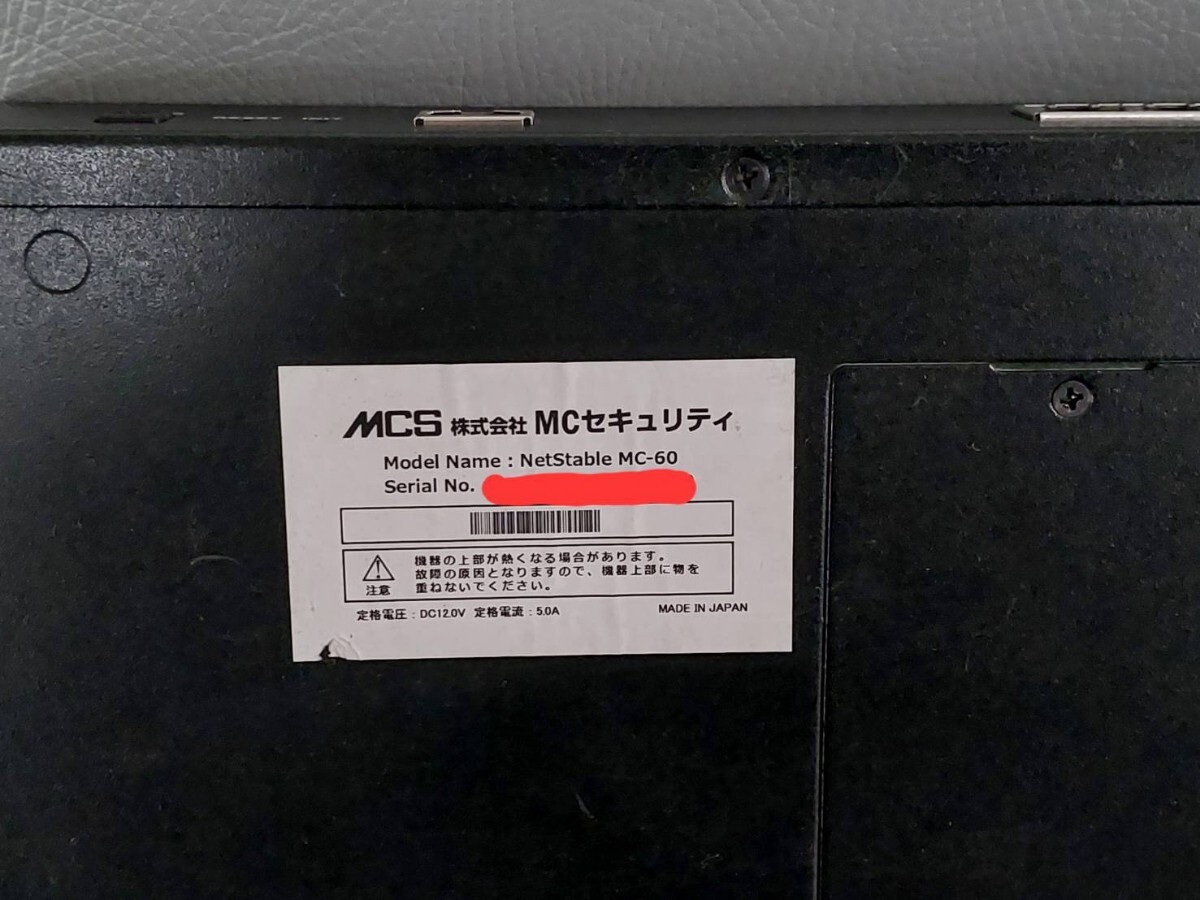 RESET INIT
MCS 株式会社 MCセキュリティ
Model Name : NetStable MC-60
Serial No.
注意
機器の上部が熱くなる場合があります。
故障の原因となりますので、機器上部に物を
重ねないでください。
定格電圧 : DC12.0V 定格電流 : 5.0A
MADE IN JAPAN